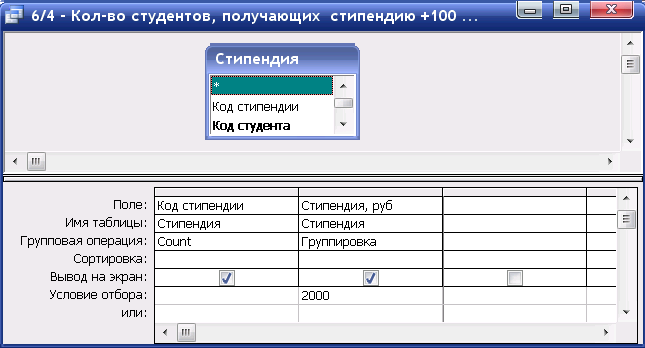 6/4 - Кол-во студентов, получающих стипендию +100 ...
Стипендия
*
Код стипендии
Код студента
Поле: Код стипендии Стипендия, руб
Имя таблицы: Стипендия Стипендия
Групповая операция: Count Группировка
Сортировка:
Вывод на экран:
Условие отбора: 2000
или: